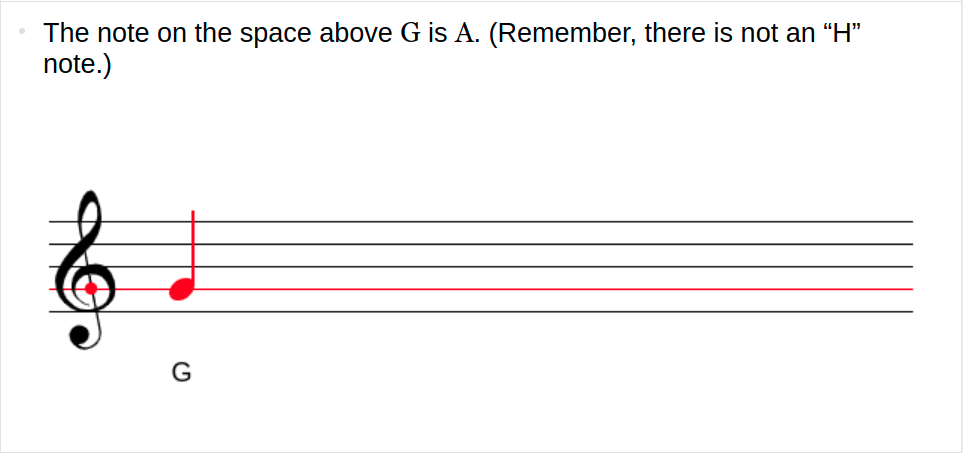 The note on the space above G is A. (Remember, there is not an “H”
note.)
G